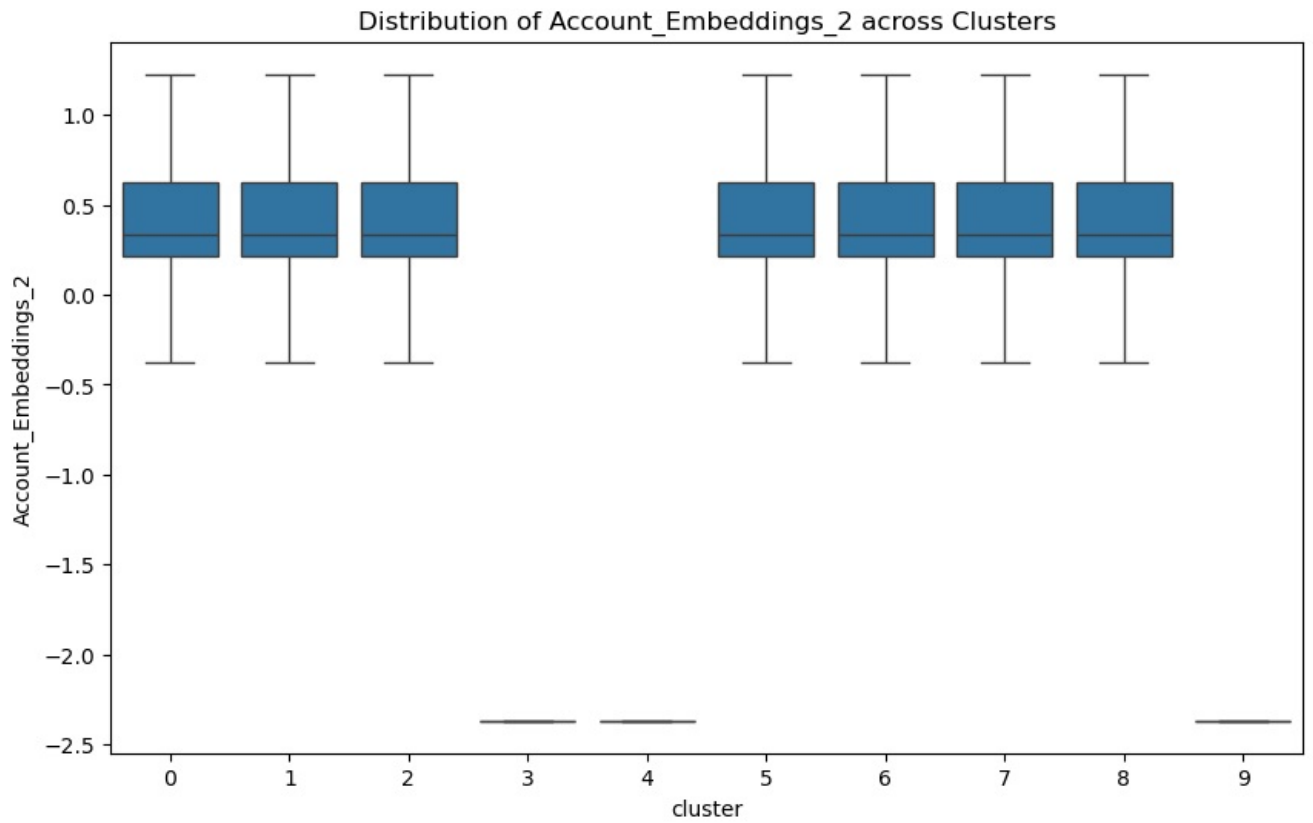 Distribution of Account_Embeddings_2 across Clusters
Account_Embeddings_2
1.0
0.5
0.0
−0.5
−1.0
−1.5
−2.0
−2.5
0 1 2 3 4 5 6 7 8 9
cluster